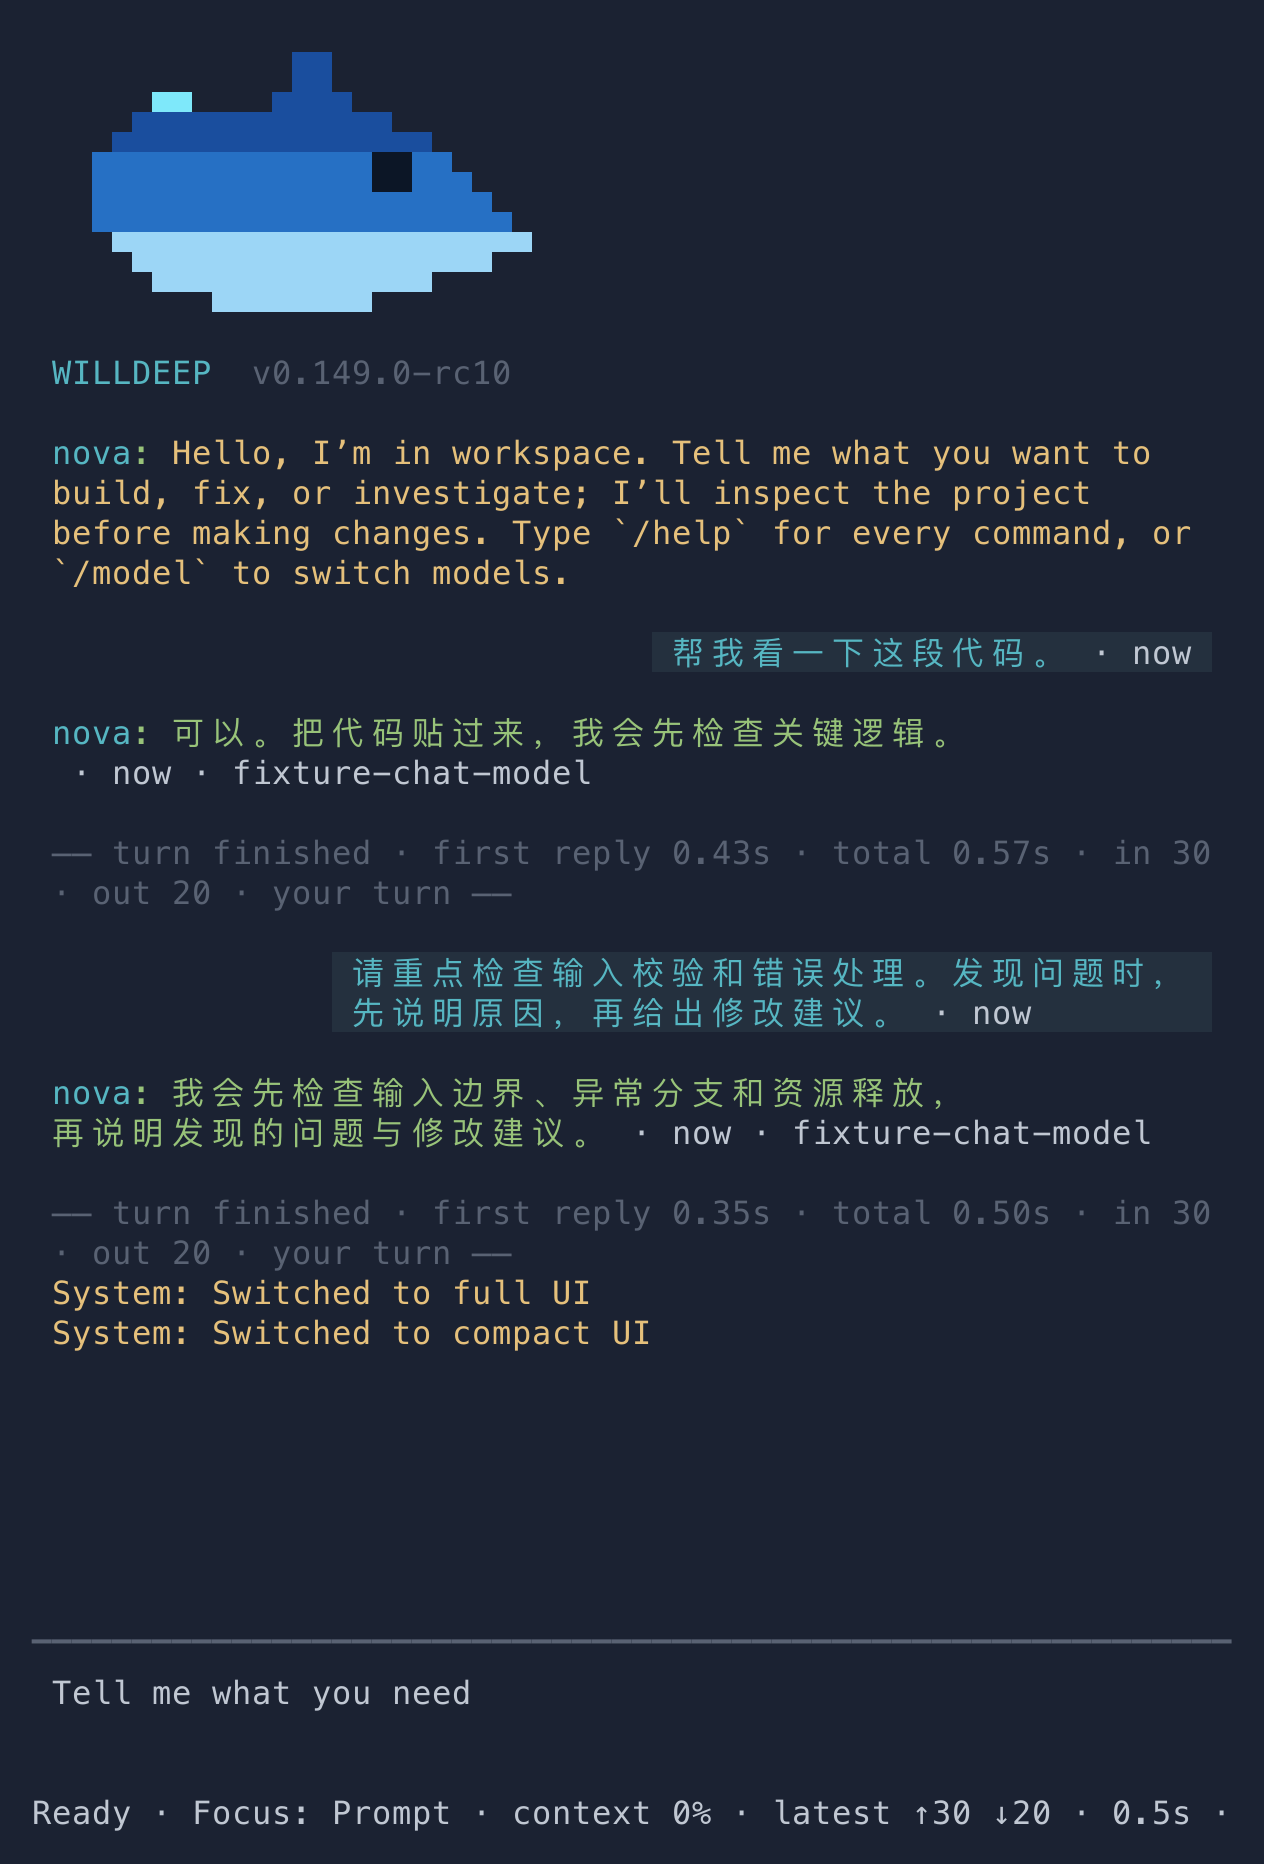 WILLDEEP v0.149.0-rc10
nova: Hello, I’m in workspace. Tell me what you want to
build, fix, or investigate; I’ll inspect the project
before making changes. Type `/help` for every command, or
`/model` to switch models.
帮我看一下这段代码。 · now
nova: 可以。把代码贴过来，我会先检查关键逻辑。
· now · fixture-chat-model
—— turn finished · first reply 0.43s · total 0.57s · in 30
· out 20 · your turn ——
请重点检查输入校验和错误处理。发现问题时，
先说明原因，再给出修改建议。 · now
nova: 我会先检查输入边界、异常分支和资源释放，
再说明发现的问题与修改建议。 · now · fixture-chat-model
—— turn finished · first reply 0.35s · total 0.50s · in 30
· out 20 · your turn ——
System: Switched to full UI
System: Switched to compact UI
Tell me what you need
Ready · Focus: Prompt · context 0% · latest ↑30 ↓20 · 0.5s ·